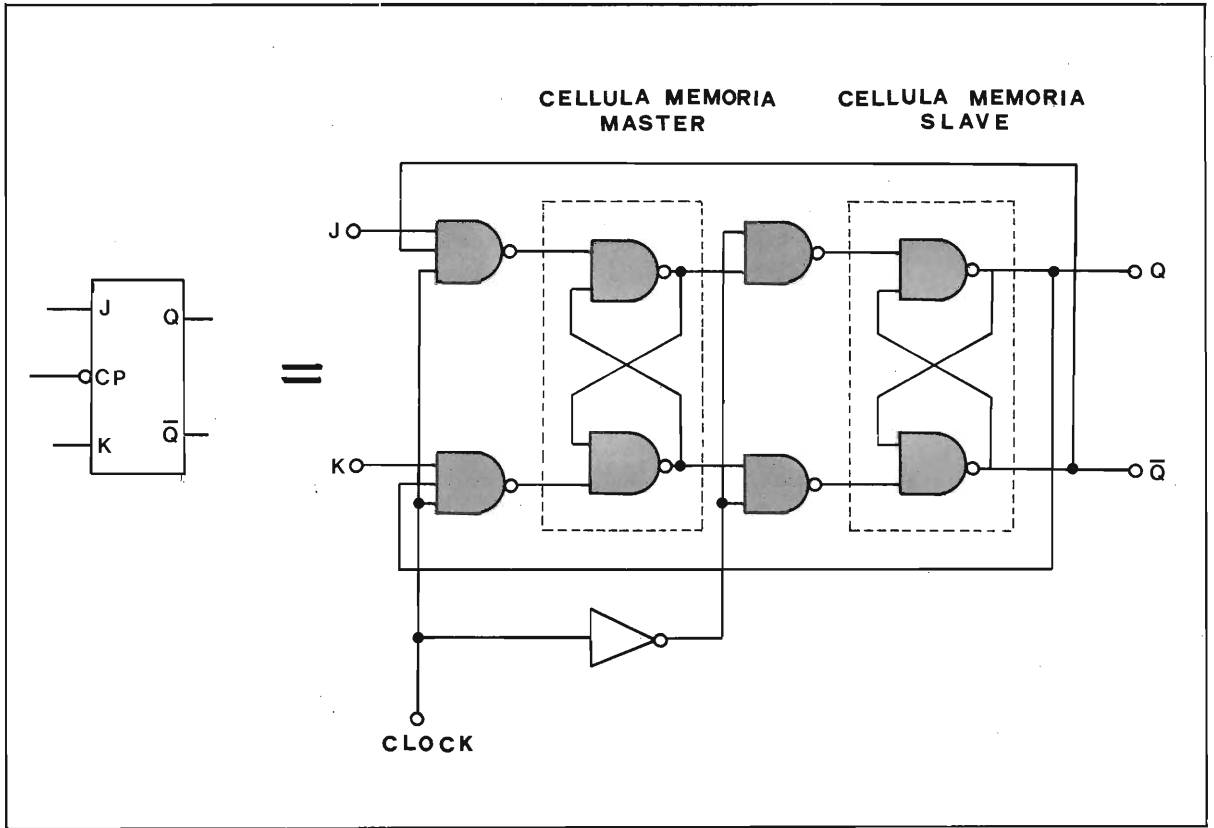 CELLULA MEMORIA
MASTER
CELLULA MEMORIA
SLAVE
J
K
J
CP
K
Q
Q̅
=
Q
Q̅
CLOCK